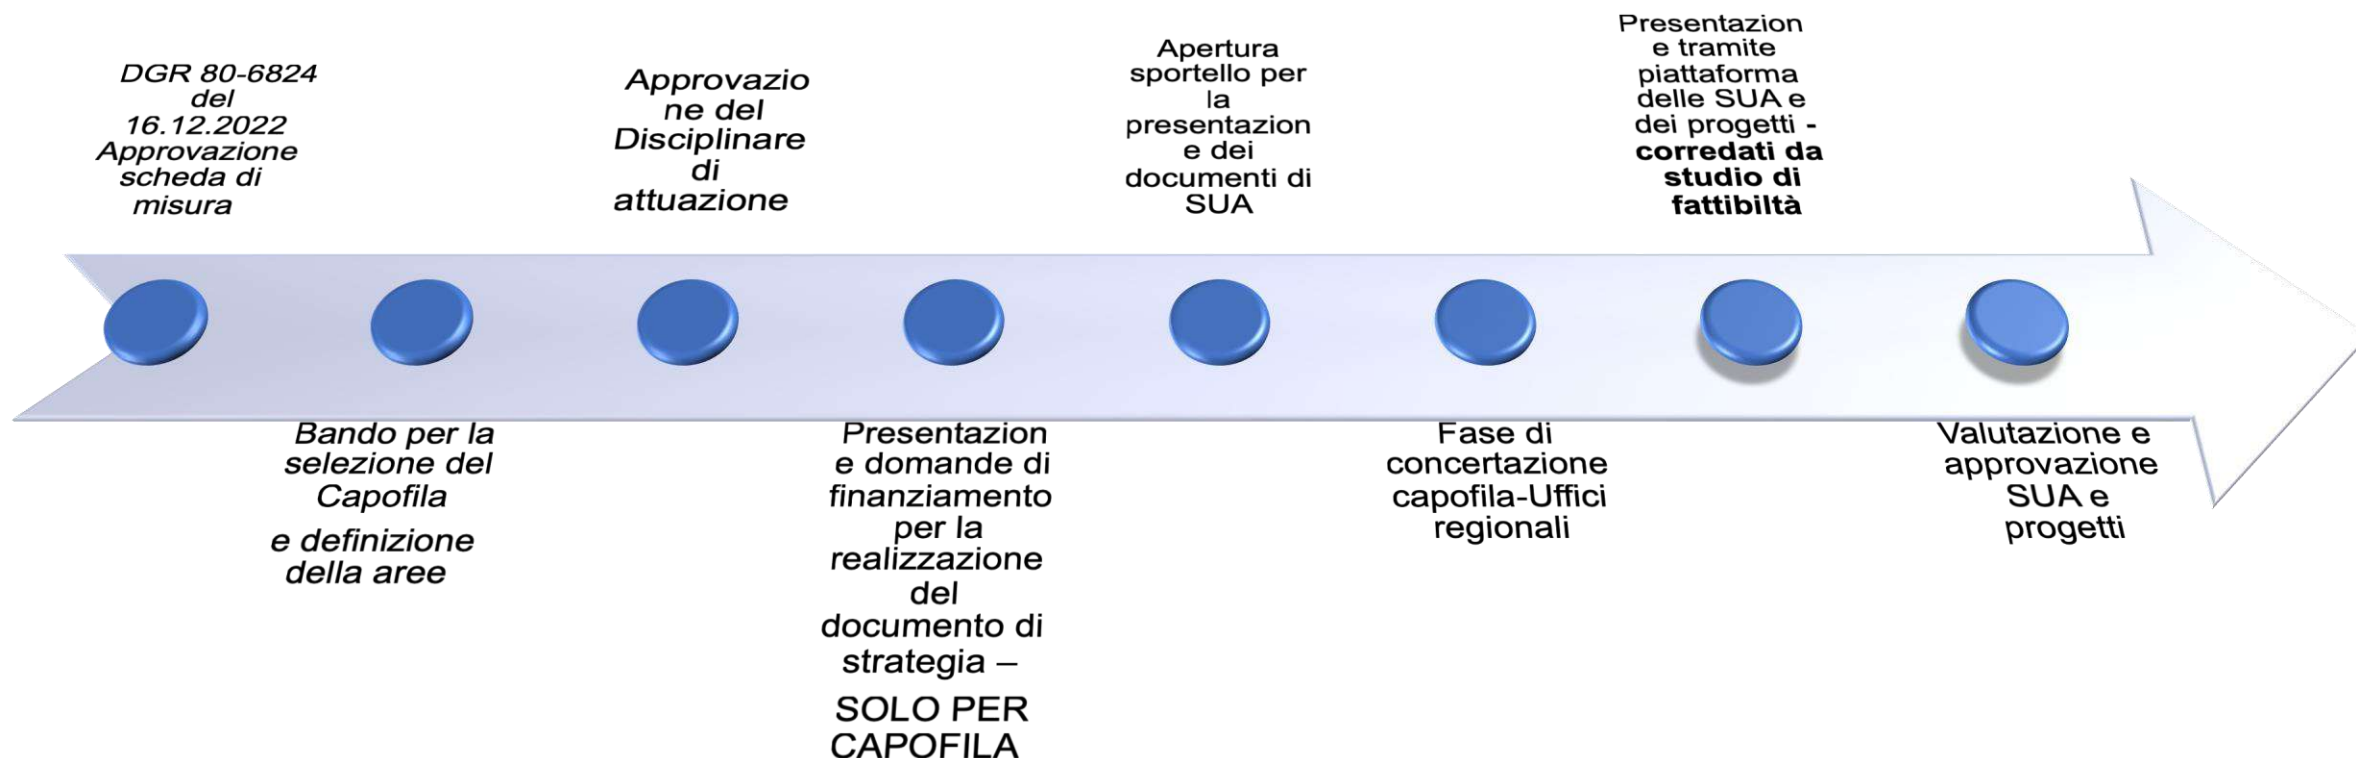 DGR 80-6824
del
16.12.2022
Approvazione
scheda di
misura
Bando per la
selezione del
Capofila
e definizione
della aree
Approvazio
ne del
Disciplinare
di
attuazione
Presentazion
e domande di
finanziamento
per la
realizzazione
del
documento di
strategia –
SOLO PER
CAPOFILA
Apertura
sportello per
la
presentazion
e dei
documenti di
SUA
Fase di
concertazione
capofila-Uffici
regionali
Presentazion
e tramite
piattaforma
delle SUA e
dei progetti -
corredati da
studio di
fattibiltà
Valutazione e
approvazione
SUA e
progetti